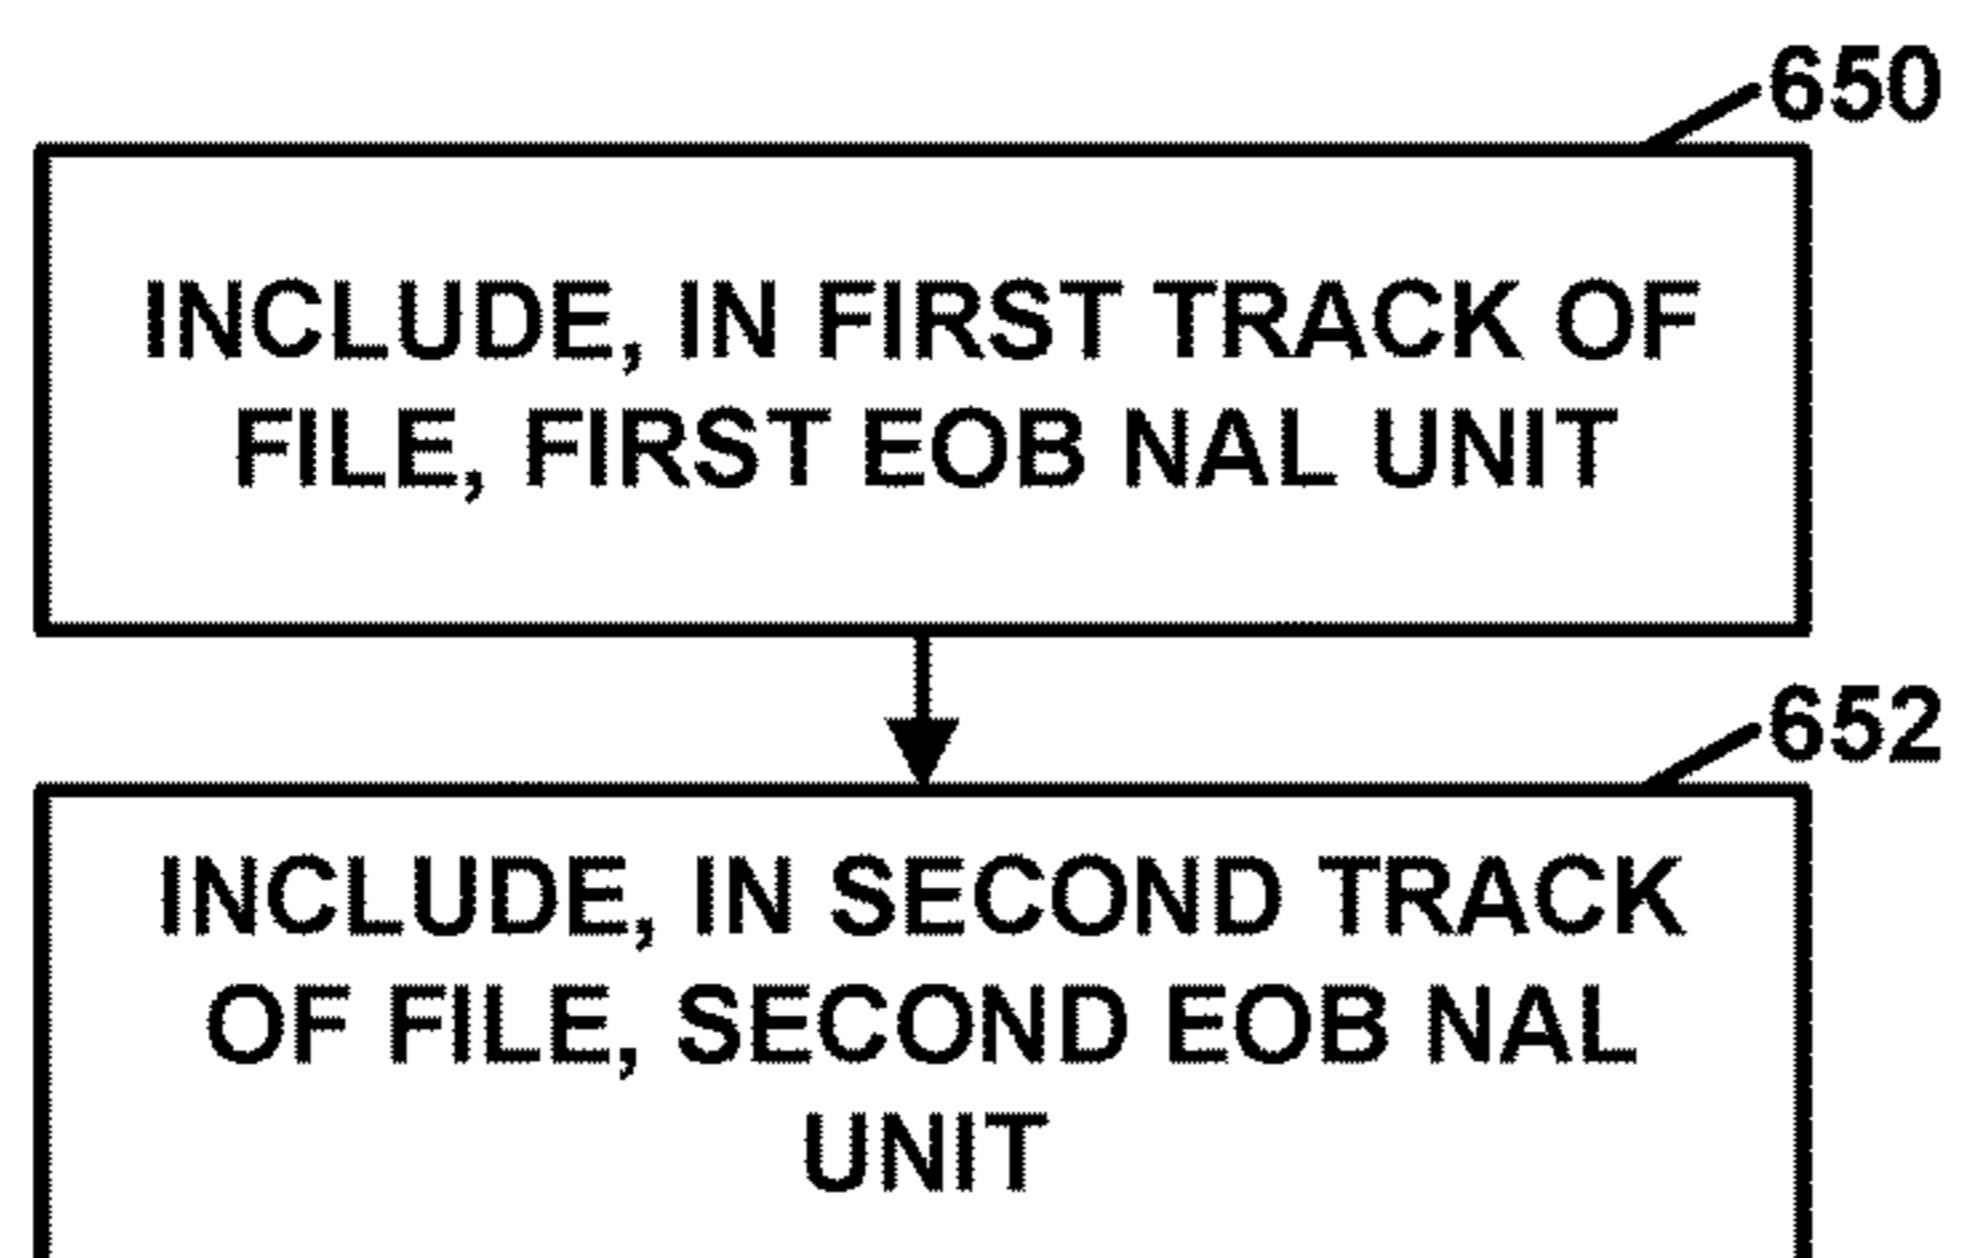 650
INCLUDE, IN FIRST TRACK OF
FILE, FIRST EOB NAL UNIT
652
INCLUDE, IN SECOND TRACK
OF FILE, SECOND EOB NAL
UNIT